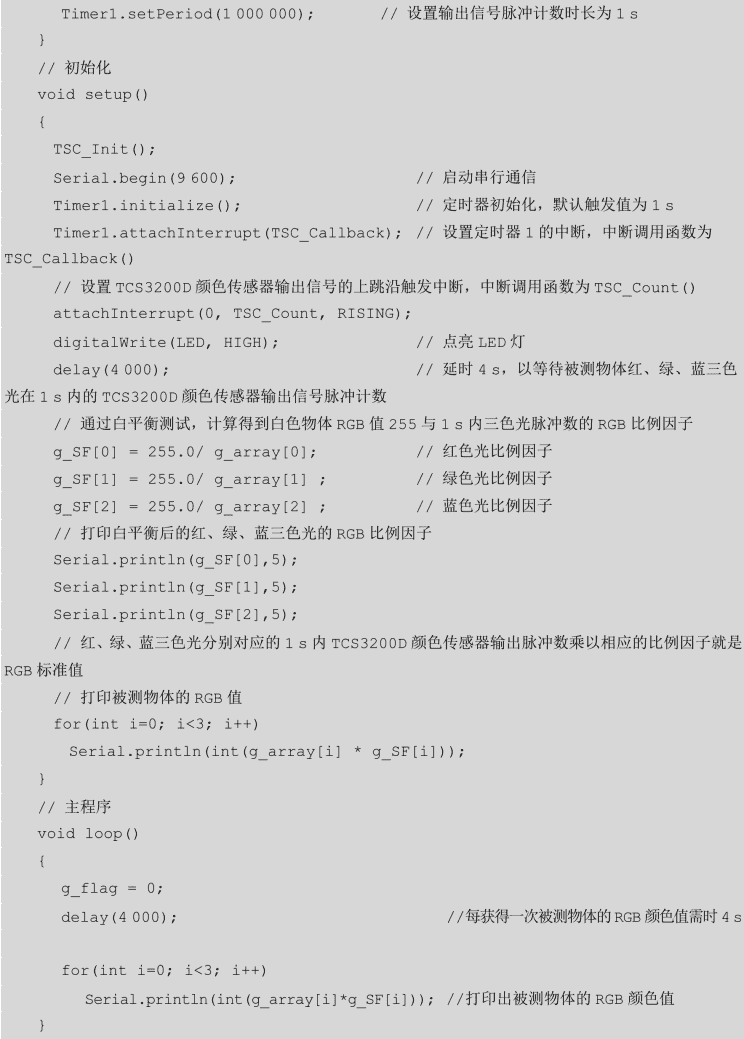 Timer1.setPeriod(1 000 000); // 设置输出信号脉冲计数时长为 1 s
}
// 初始化
void setup()
{
TSC_Init();
Serial.begin(9 600); // 启动串行通信
Timer1.initialize(); // 定时器初始化，默认触发值为 1 s
Timer1.attachInterrupt(TSC_Callback); // 设置定时器 1 的中断，中断调用函数为
TSC_Callback()
// 设置 TCS3200D 颜色传感器输出信号的上跳沿触发中断，中断调用函数为 TSC_Count()
attachInterrupt(0, TSC_Count, RISING);
digitalWrite(LED, HIGH); // 点亮 LED 灯
delay(4 000); // 延时 4 s，以等待被测物体红、绿、蓝三色
光在 1 s 内的 TCS3200D 颜色传感器输出信号脉冲计数
// 通过白平衡测试，计算得到白色物体 RGB 值 255 与 1 s 内三色光脉冲数的 RGB 比例因子
g_SF[0] = 255.0/ g_array[0]; // 红色光比例因子
g_SF[1] = 255.0/ g_array[1] ; // 绿色光比例因子
g_SF[2] = 255.0/ g_array[2] ; // 蓝色光比例因子
// 打印白平衡后的红、绿、蓝三色光的 RGB 比例因子
Serial.println(g_SF[0],5);
Serial.println(g_SF[1],5);
Serial.println(g_SF[2],5);
// 红、绿、蓝三色光分别对应的 1 s 内 TCS3200D 颜色传感器输出脉冲数乘以相应的比例因子就是
RGB 标准值
// 打印被测物体的 RGB 值
for(int i=0; i<3; i++)
Serial.println(int(g_array[i] * g_SF[i]));
}
// 主程序
void loop()
{
g_flag = 0;
delay(4 000); //每获得一次被测物体的 RGB 颜色值需时 4 s
for(int i=0; i<3; i++)
Serial.println(int(g_array[i]*g_SF[i])); //打印出被测物体的 RGB 颜色值
}